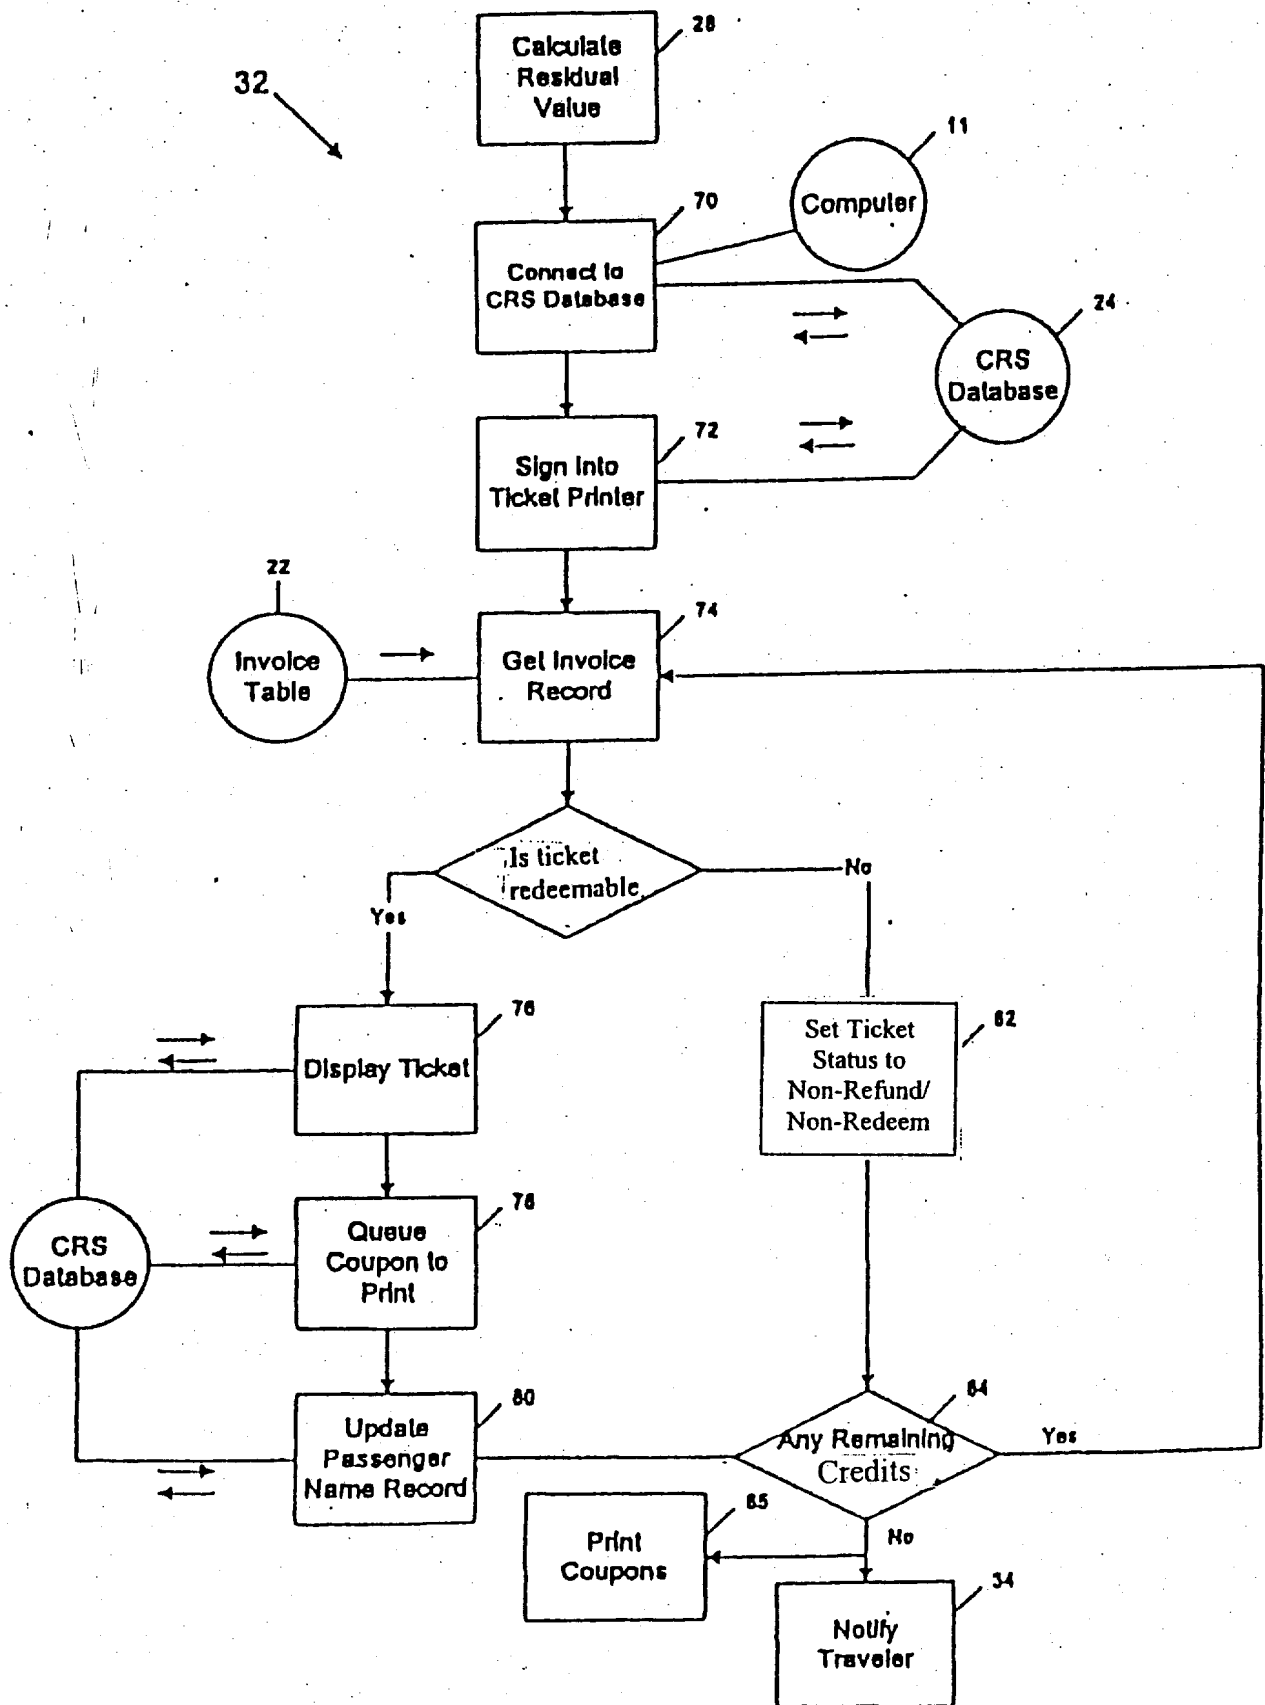 28
Calculate
Residual
Value
32
11
Computer
70
Connect to
CRS Database
24
CRS
Database
72
Sign Into
Ticket Printer
22
Invoice
Table
74
Get Invoice
Record
Is ticket
redeemable
No
Yes
76
Display Ticket
82
Set Ticket
Status to
Non-Refund/
Non-Redeem
78
Queue
Coupon to
Print
CRS
Database
80
Update
Passenger
Name Record
84
Any Remaining
Credits
Yes
No
85
Print
Coupons
34
Notify
Traveler